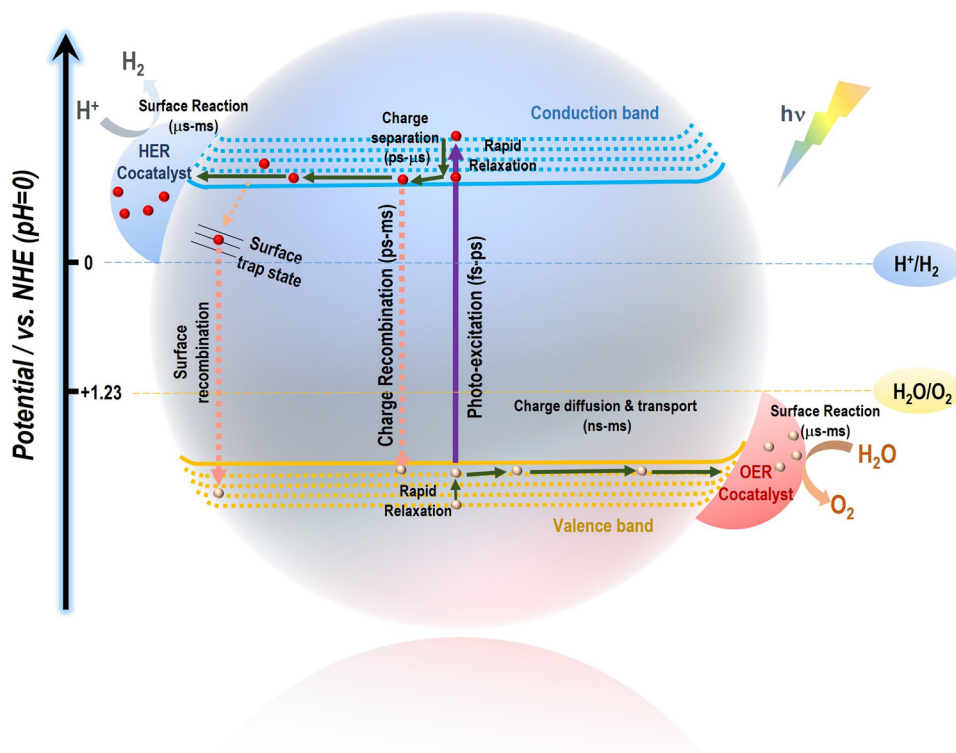 Potential / vs. NHE (pH=0)
0
+1.23
H₂
H⁺
Surface Reaction
(μs-ms)
HER
Cocatalyst
Charge
separation
(ps-μs)
Rapid
Relaxation
Conduction band
hν
Surface
trap state
Surface
recombination
Charge Recombination (ps-ms)
Photo-excitation (fs-ps)
H⁺/H₂
H₂O/O₂
Charge diffusion & transport
(ns-ms)
Surface Reaction
(μs-ms)
H₂O
O₂
OER
Cocatalyst
Rapid
Relaxation
Valence band